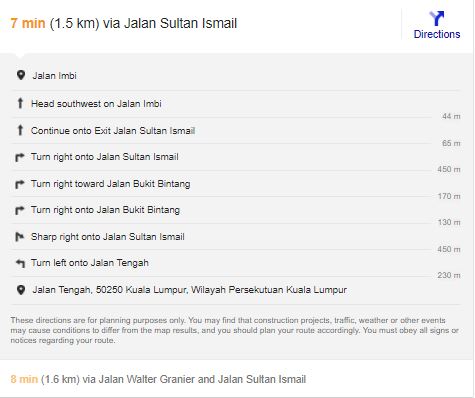 7 min (1.5 km) via Jalan Sultan Ismail
Directions
Jalan Imbi
Head southwest on Jalan Imbi
44 m
Continue onto Exit Jalan Sultan Ismail
65 m
Turn right onto Jalan Sultan Ismail
450 m
Turn right toward Jalan Bukit Bintang
170 m
Turn right onto Jalan Bukit Bintang
130 m
Sharp right onto Jalan Sultan Ismail
450 m
Turn left onto Jalan Tengah
230 m
Jalan Tengah, 50250 Kuala Lumpur, Wilayah Persekutuan Kuala Lumpur
These directions are for planning purposes only. You may find that construction projects, traffic, weather or other events
may cause conditions to differ from the map results, and you should plan your route accordingly. You must obey all signs or
notices regarding your route.
8 min (1.6 km) via Jalan Walter Granier and Jalan Sultan Ismail